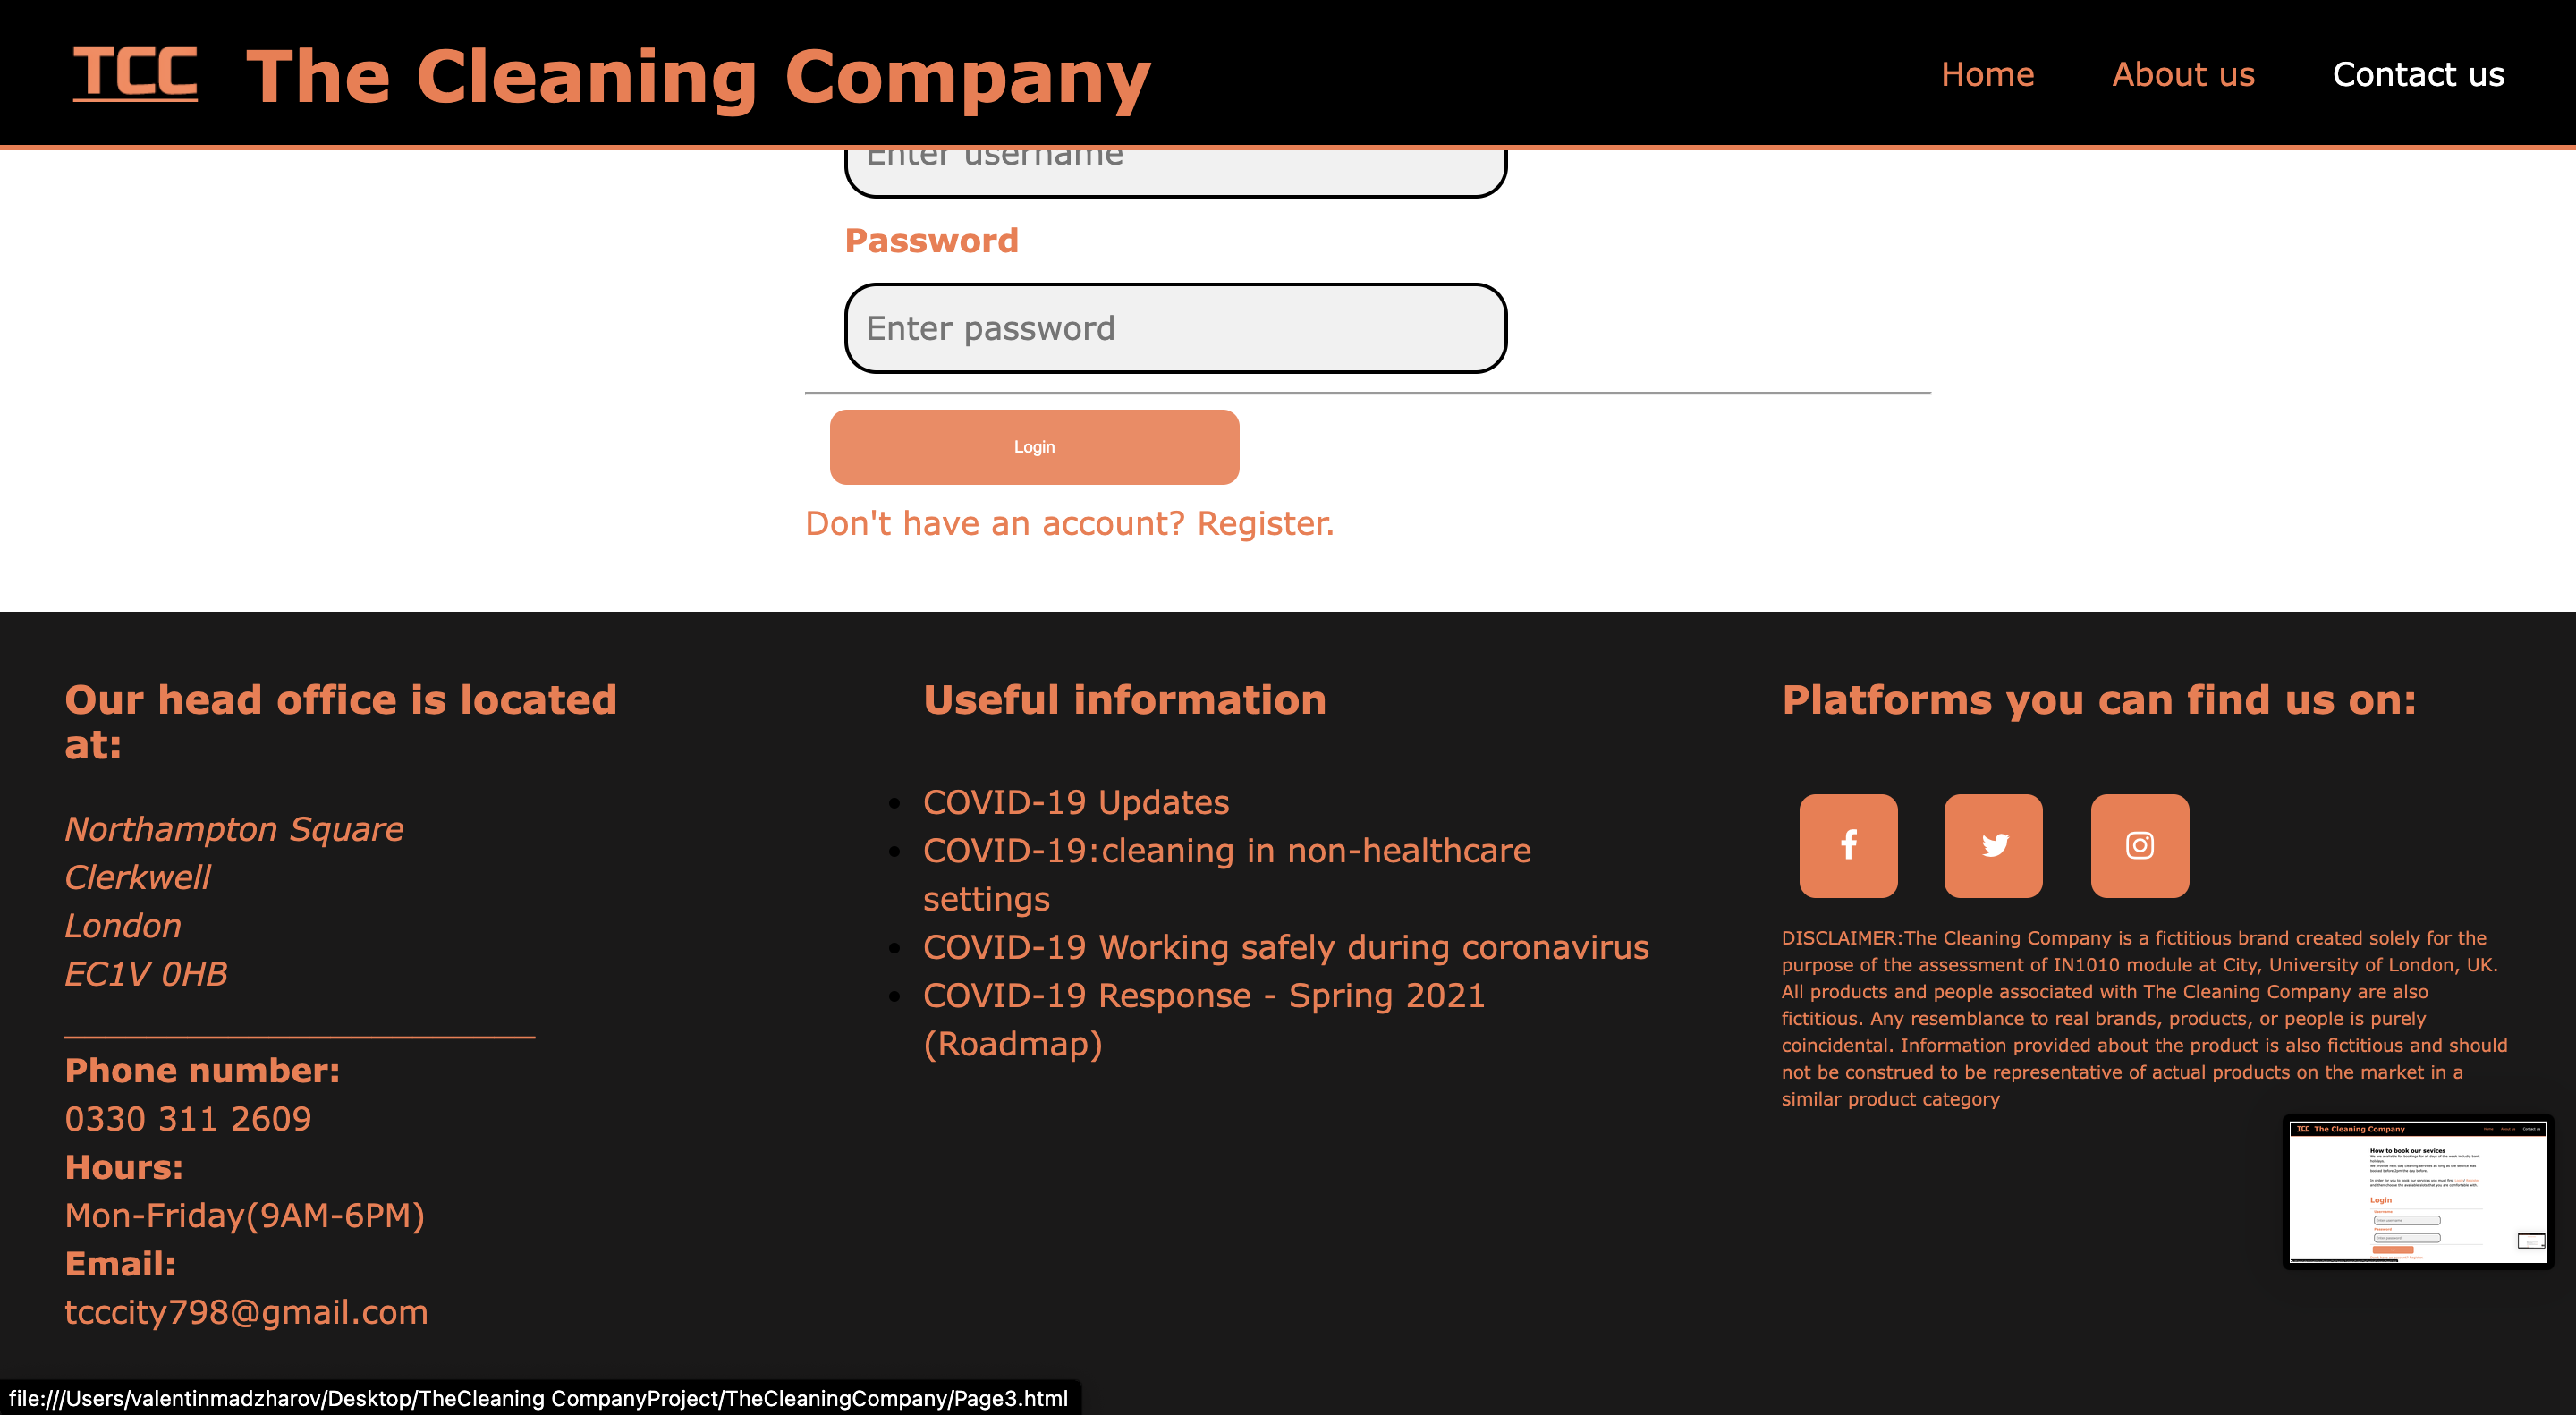 TCC The Cleaning Company
Home About us Contact us
Enter username
Password
Enter password
Login
Don't have an account? Register.
Our head office is located
at:
Northampton Square
Clerkwell
London
EC1V 0HB
Phone number:
0330 311 2609
Hours:
Mon-Friday(9AM-6PM)
Email:
tcccity798@gmail.com
Useful information
COVID-19 Updates
COVID-19:cleaning in non-healthcare
settings
COVID-19 Working safely during coronavirus
COVID-19 Response - Spring 2021
(Roadmap)
Platforms you can find us on:
DISCLAIMER:The Cleaning Company is a fictitious brand created solely for the
purpose of the assessment of IN1010 module at City, University of London, UK.
All products and people associated with The Cleaning Company are also
fictitious. Any resemblance to real brands, products, or people is purely
coincidental. Information provided about the product is also fictitious and should
not be construed to be representative of actual products on the market in a
similar product category
TCC The Cleaning Company
Home About us Contact us
How to book our sevices
Login
file:///Users/valentinmadzharov/Desktop/TheCleaning CompanyProject/TheCleaningCompany/Page3.html